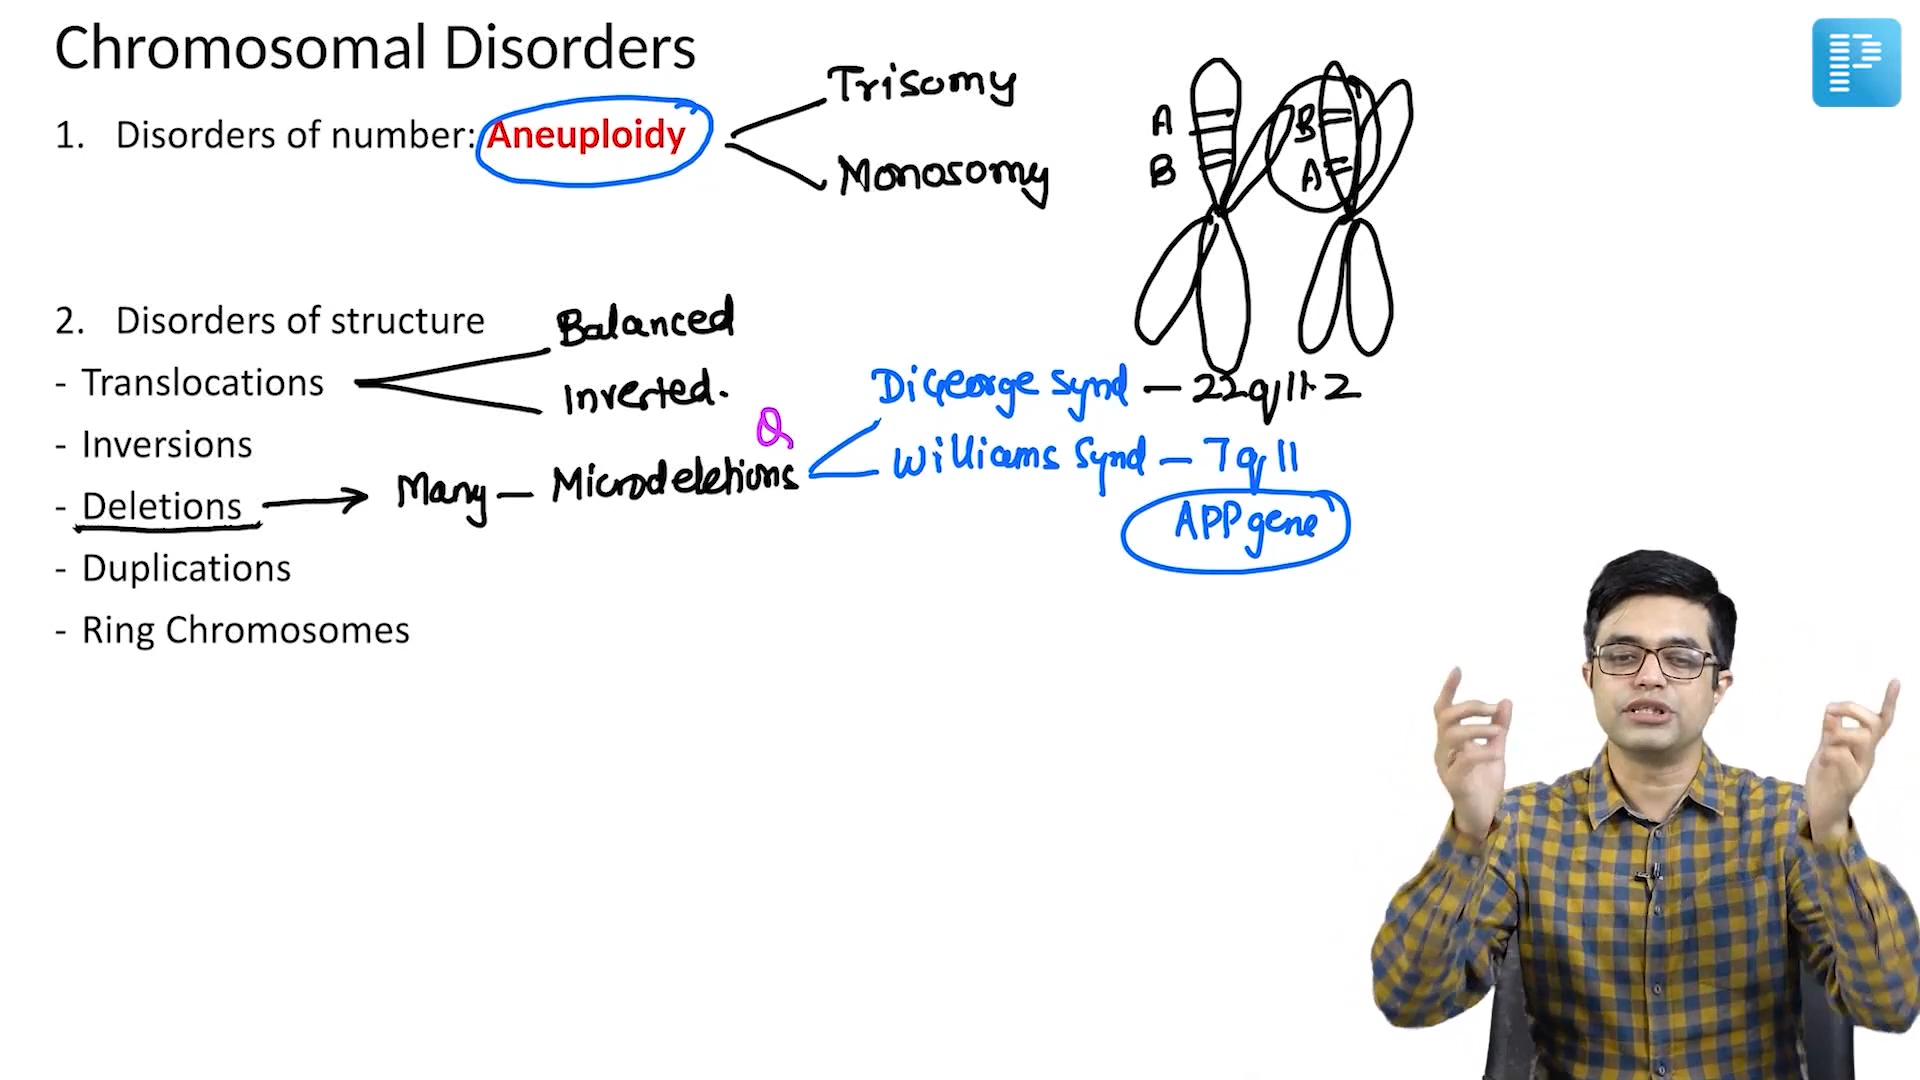 Chromosomal Disorders
1. Disorders of number: Aneuploidy
Trisomy
Monosomy
A
B
B
A
2. Disorders of structure
Balanced
- Translocations
Inverted.
- Inversions
- Deletions
Many - Microdeletions
Q
DiGeorge Synd - 22q11.2
Williams Synd - 7q11
APP gene
- Duplications
- Ring Chromosomes
P